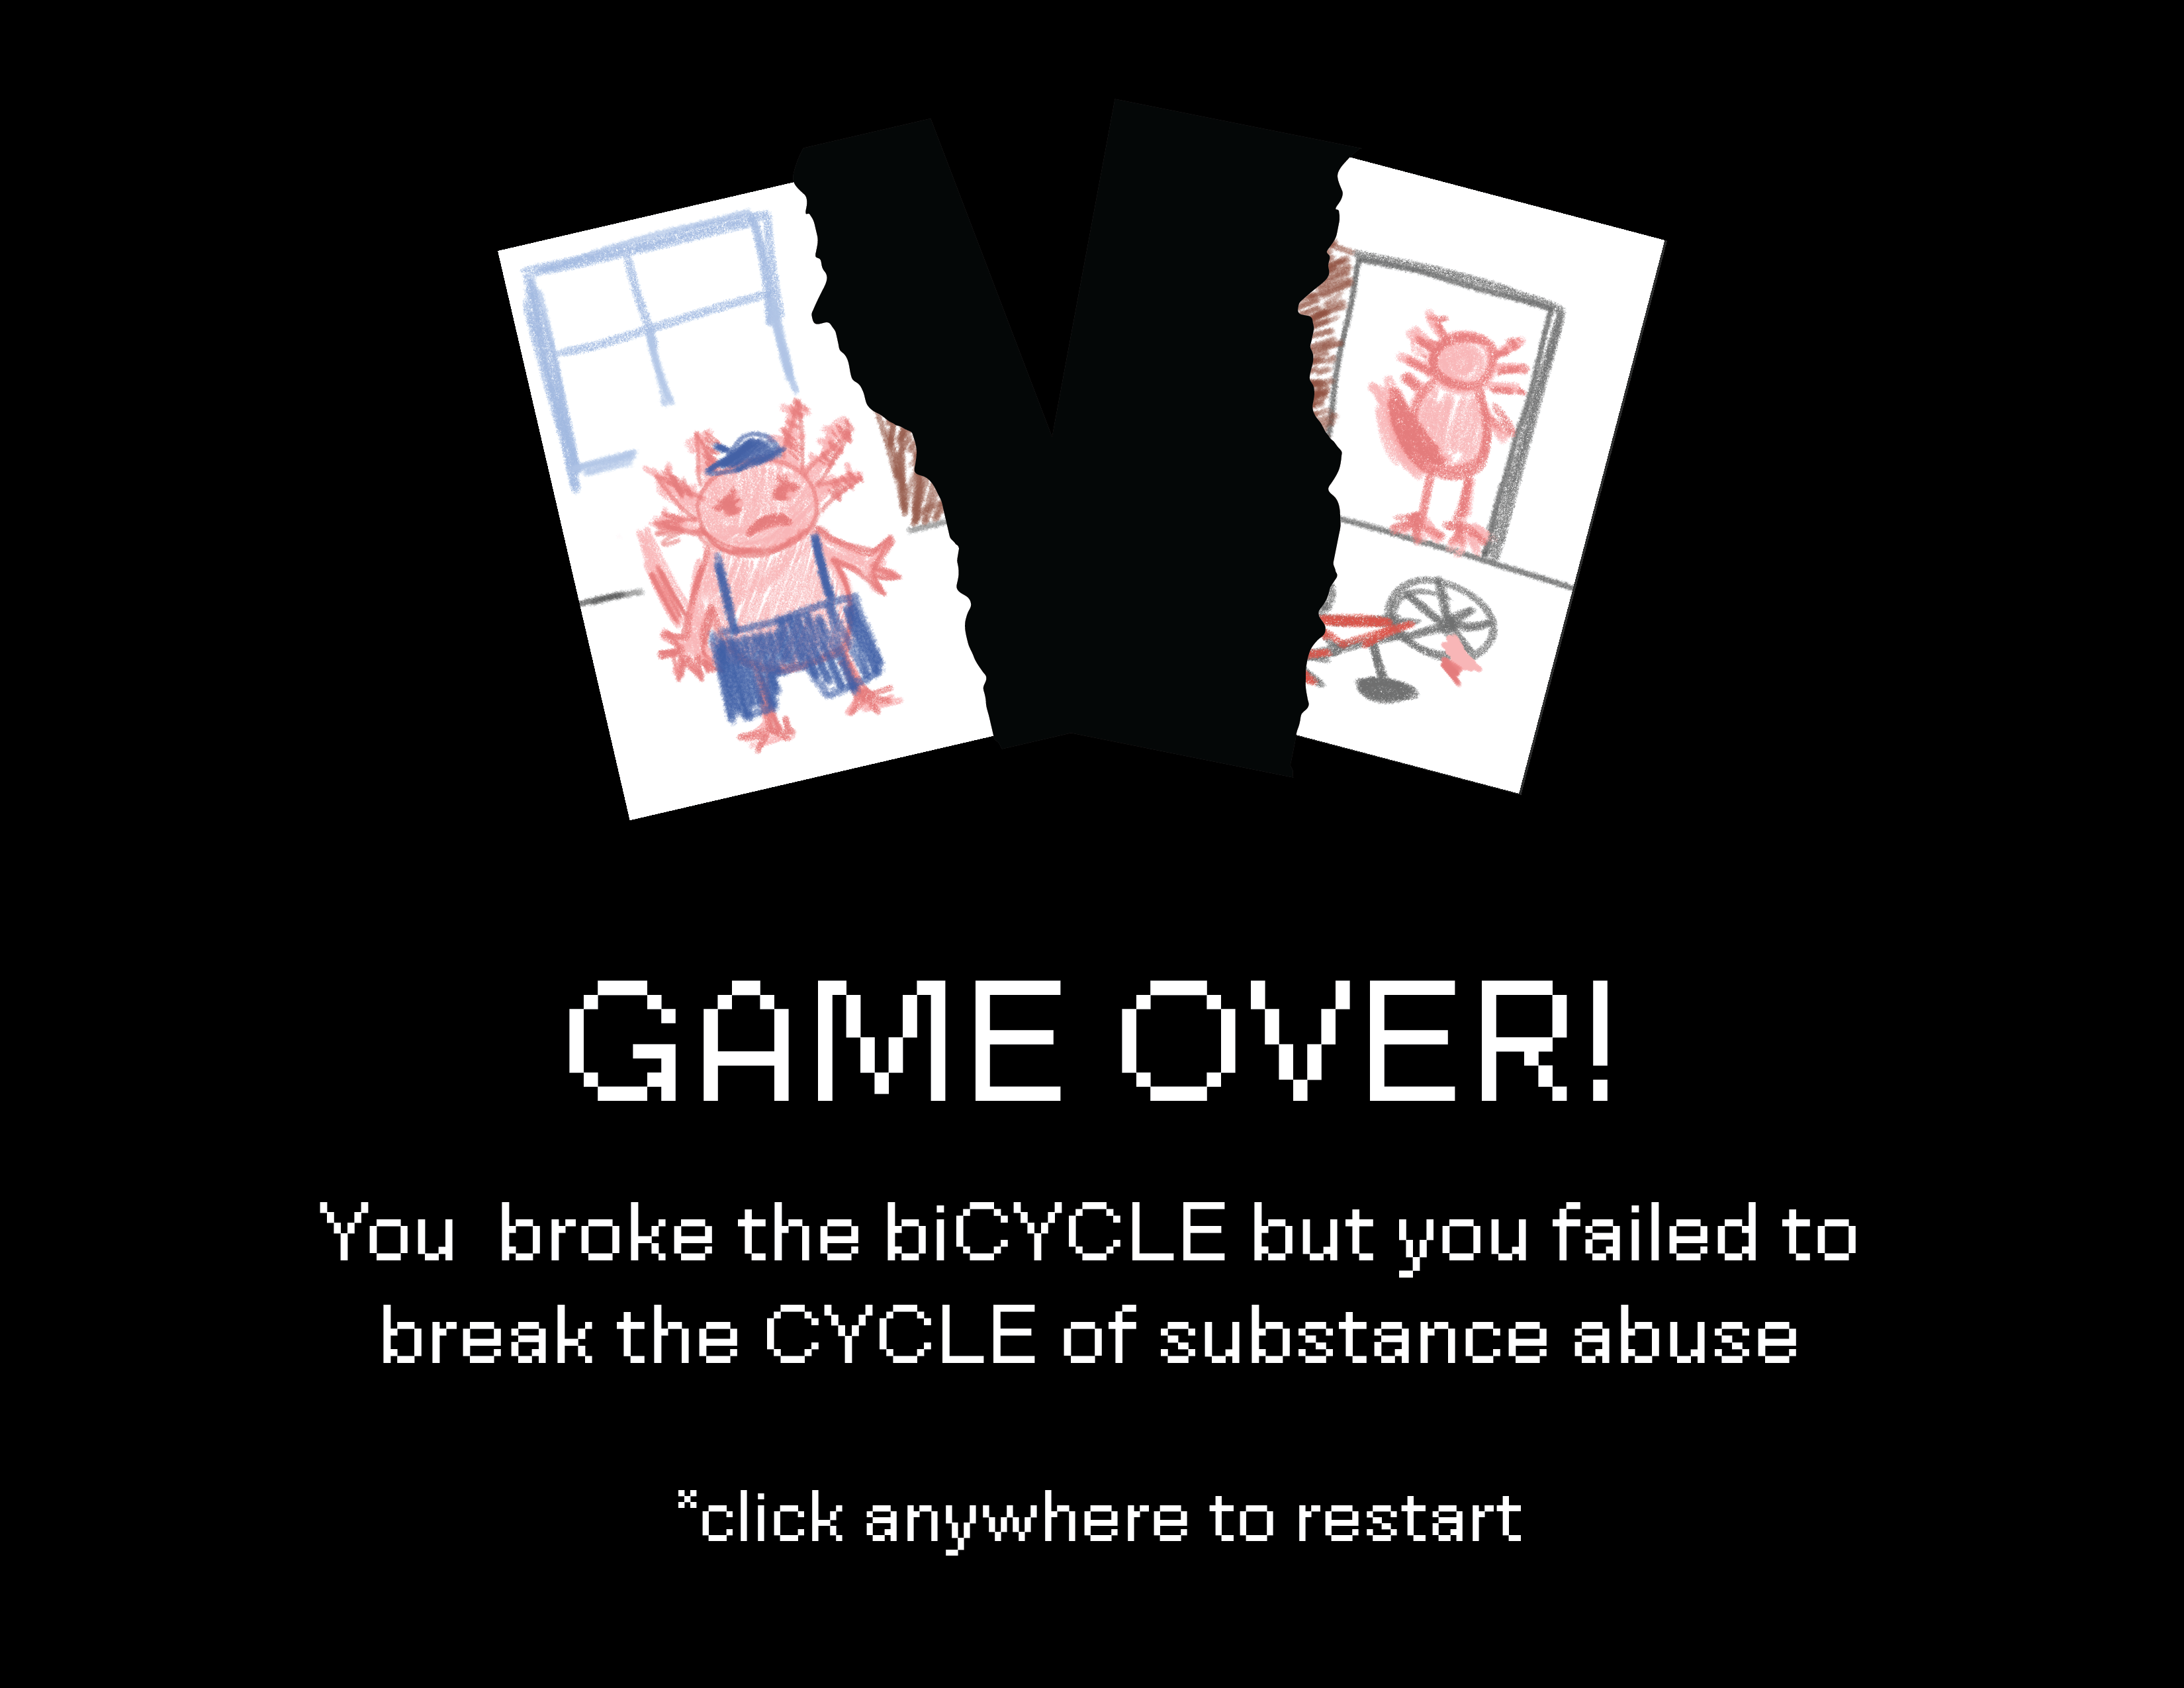 GAME OVER!
You  broke the biCYCLE but you failed to
break the CYCLE of substance abuse
*click anywhere to restart